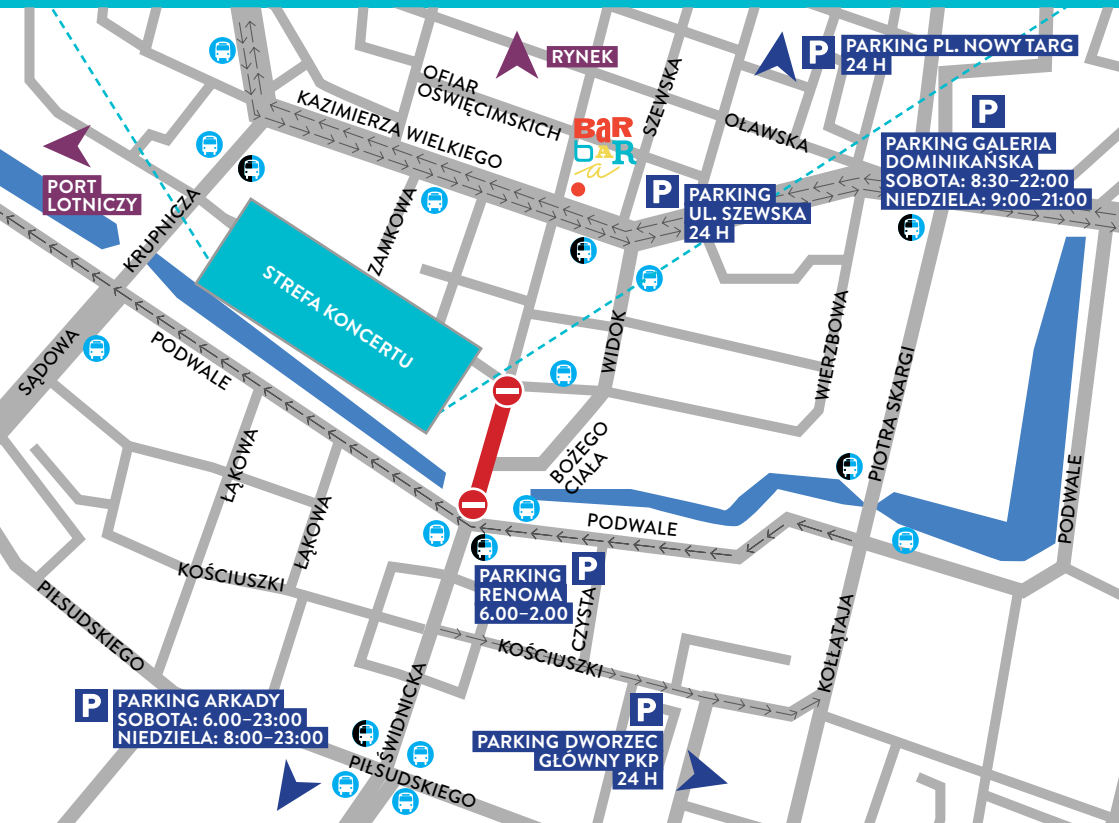 P
PARKING PL. NOWY TARG
24 H
RYNEK
OFIAR
OŚWIĘCIMSKICH
SZEWSKA
KAZIMIERZA WIELKIEGO
BaR
bAR
a
OŁAWSKA
P
PARKING GALERIA
DOMINIKAŃSKA
SOBOTA: 8:30–22:00
NIEDZIELA: 9:00–21:00
PORT
LOTNICZY
P
PARKING
UL. SZEWSKA
24 H
KRUPNICZA
ZAMKOWA
STREFA KONCERTU
SĄDOWA
PODWALE
WIDOK
WIERZBOWA
PIOTRA SKARGI
ŁĄKOWA
ŁĄKOWA
BOŻEGO
CIAŁA
PODWALE
PODWALE
KOŚCIUSZKI
P
PARKING
RENOMA
6.00–2.00
CZYSTA
PIŁSUDSKIEGO
KOŚCIUSZKI
KOŁŁĄTAJA
ŚWIDNICKA
P
PARKING ARKADY
SOBOTA: 6.00–23:00
NIEDZIELA: 8:00–23:00
P
PARKING DWORZEC
GŁÓWNY PKP
24 H
PIŁSUDSKIEGO